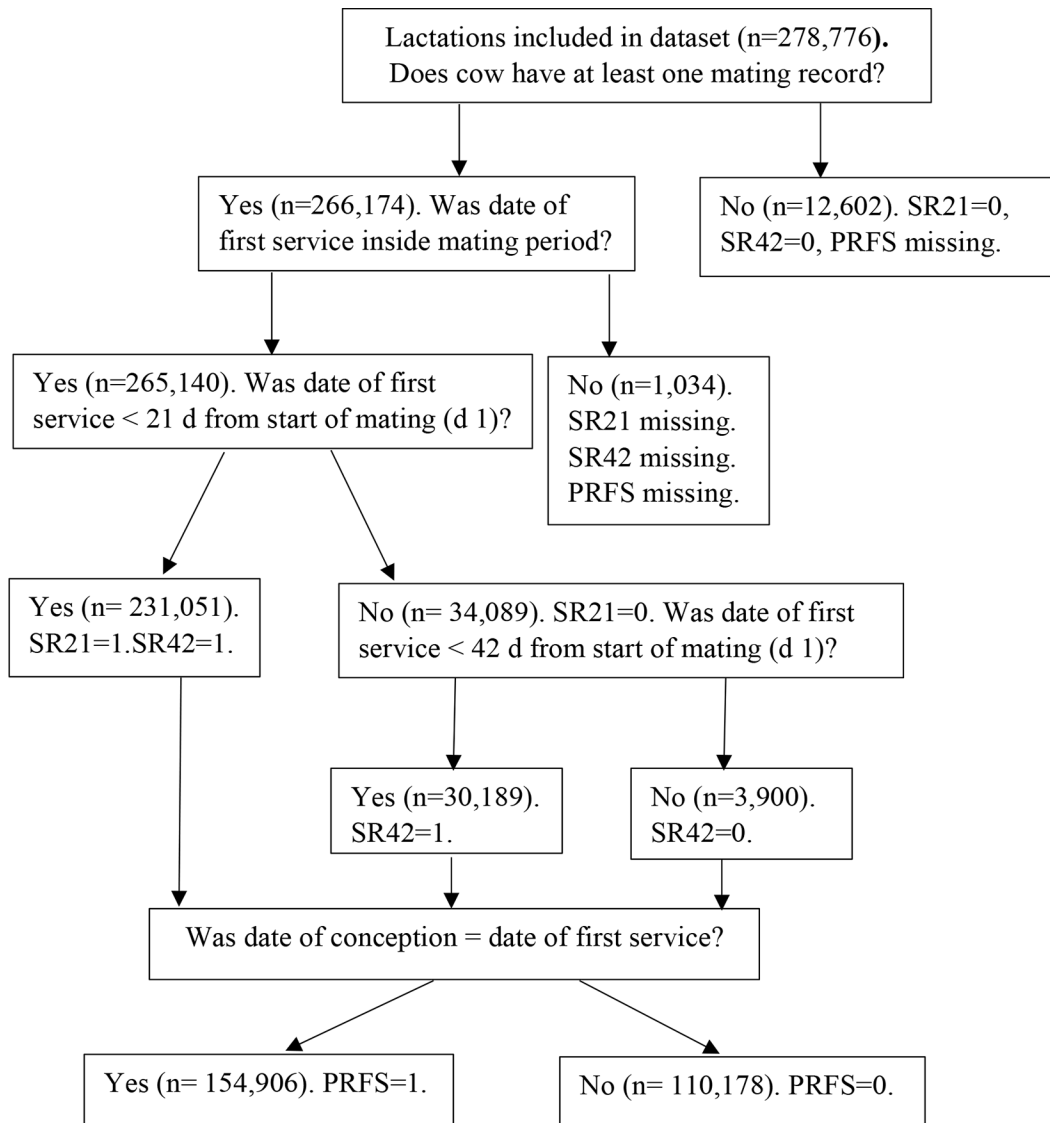 Lactations included in dataset (n=278,776).
Does cow have at least one mating record?
Yes (n=266,174). Was date of
first service inside mating period?
No (n=12,602). SR21=0,
SR42=0, PRFS missing.
Yes (n=265,140). Was date of first
service < 21 d from start of mating (d 1)?
No (n=1,034).
SR21 missing.
SR42 missing.
PRFS missing.
Yes (n= 231,051).
SR21=1.SR42=1.
No (n= 34,089). SR21=0. Was date of first
service < 42 d from start of mating (d 1)?
Yes (n=30,189).
SR42=1.
No (n=3,900).
SR42=0.
Was date of conception = date of first service?
Yes (n= 154,906). PRFS=1.
No (n= 110,178). PRFS=0.